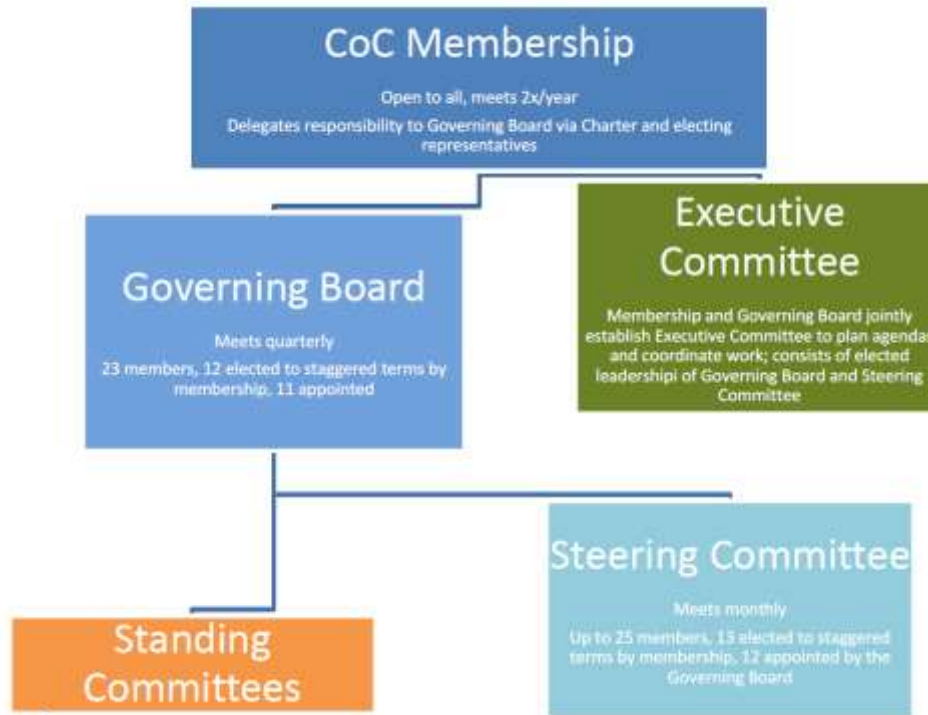 CoC Membership
Open to all, meets 2x/year
Delegates responsibility to Governing Board via Charter and electing
representatives
Governing Board
Meets quarterly
23 members, 12 elected to staggered terms by
membership, 11 appointed
Executive
Committee
Membership and Governing Board jointly
establish Executive Committee to plan agendas
and coordinate work; consists of elected
leadershipi of Governing Board and Steering
Committee
Steering Committee
Meets monthly
Up to 25 members, 13 elected to staggered
terms by membership, 12 appointed by the
Governing Board
Standing
Committees